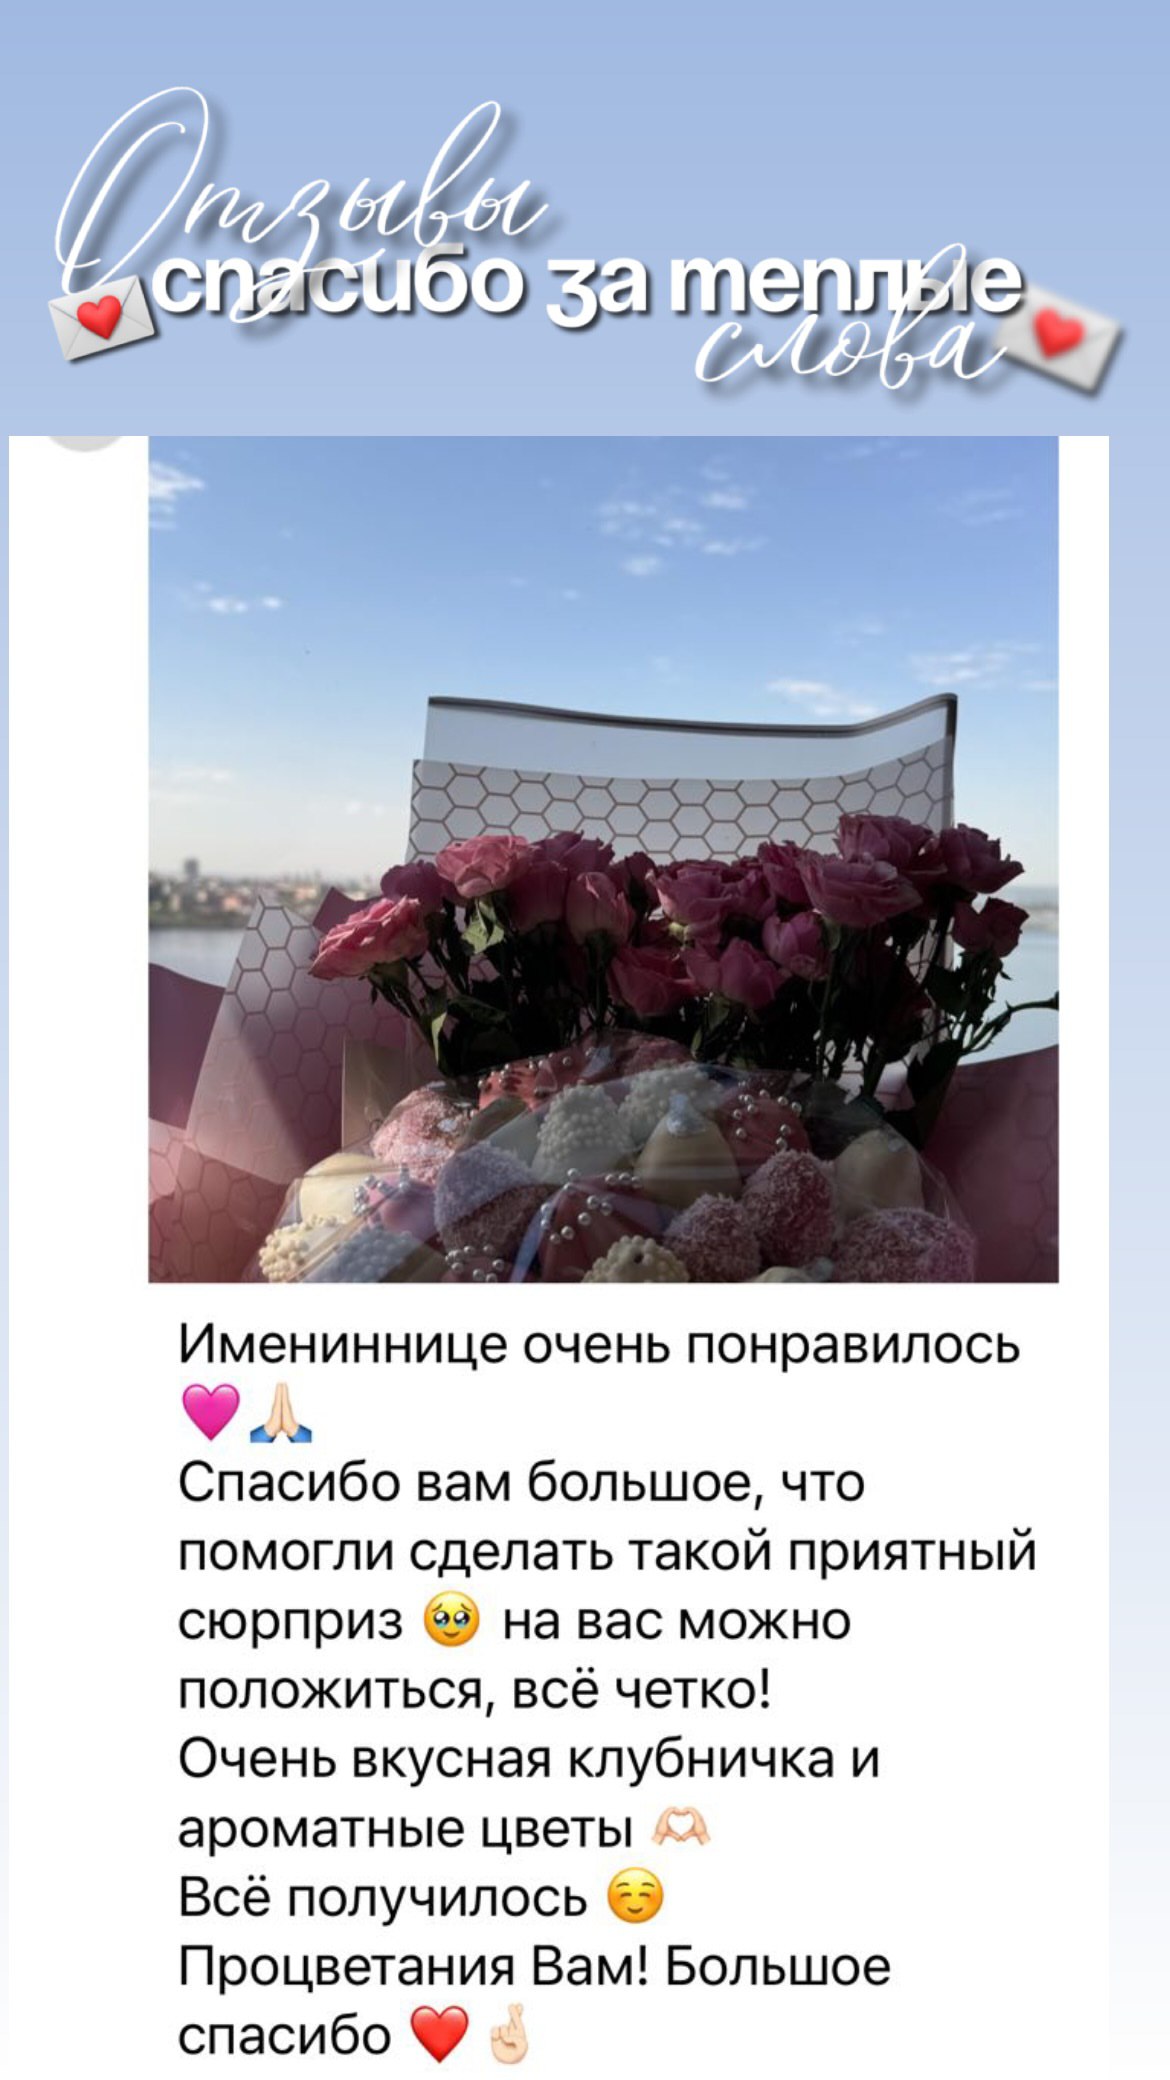 Отзывы
спасибо за теплые
слова
Имениннице очень понравилось
🩷🙏🏻
Спасибо вам большое, что
помогли сделать такой приятный
сюрприз 🥹 на вас можно
положиться, всё четко!
Очень вкусная клубничка и
ароматные цветы 🫶🏻
Всё получилось ☺️
Процветания Вам! Большое
спасибо ❤️🤞🏻